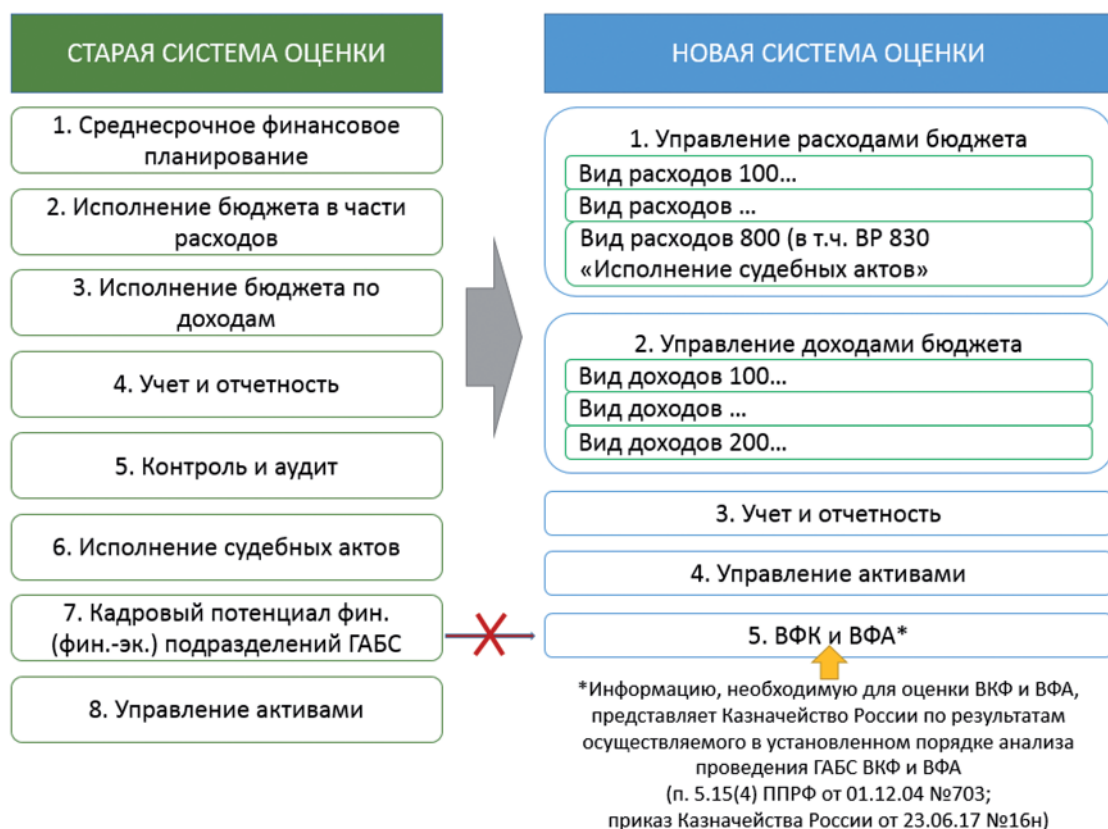 СТАРАЯ СИСТЕМА ОЦЕНКИ
1. Среднесрочное финансовое
планирование
2. Исполнение бюджета в части
расходов
3. Исполнение бюджета по
доходам
4. Учет и отчетность
5. Контроль и аудит
6. Исполнение судебных актов
7. Кадровый потенциал фин.
(фин.-эк.) подразделений ГАБС
8. Управление активами
НОВАЯ СИСТЕМА ОЦЕНКИ
1. Управление расходами бюджета
Вид расходов 100...
Вид расходов ...
Вид расходов 800 (в т.ч. ВР 830
«Исполнение судебных актов»
2. Управление доходами бюджета
Вид доходов 100...
Вид доходов ...
Вид доходов 200...
3. Учет и отчетность
4. Управление активами
5. ВФК и ВФА*
*Информацию, необходимую для оценки ВКФ и ВФА,
представляет Казначейство России по результатам
осуществляемого в установленном порядке анализа
проведения ГАБС ВКФ и ВФА
(п. 5.15(4) ППРФ от 01.12.04 №703;
приказ Казначейства России от 23.06.17 №16н)